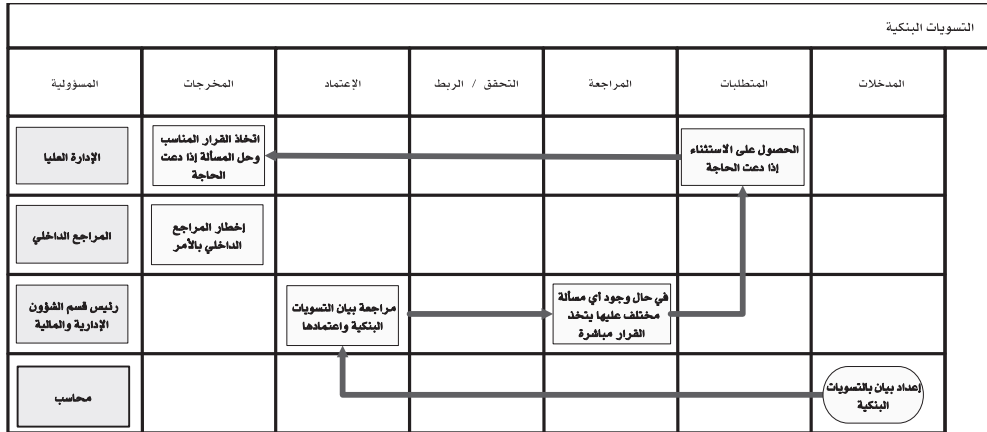 التسويات البنكية
المدخلات
المتطلبات
المراجعة
التحقق / الربط
الإعتماد
المخرجات
المسؤولية
الحصول على الاستثناء
إذا دعت الحاجة
اتخاذ القرار المناسب
وحل المسألة إذا دعت
الحاجة
الإدارة العليا
إخطار المراجع
الداخلي بالأمر
المراجع الداخلي
في حال وجود أي مسألة
مختلف عليها يتخذ
القرار مباشرة
مراجعة بيان التسويات
البنكية واعتمادها
رئيس قسم الشؤون
الإدارية والمالية
إعداد بيان بالتسويات
البنكية
محاسب